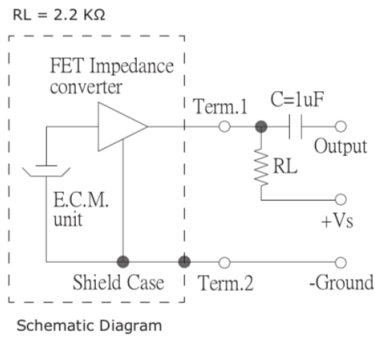 RL = 2.2 KΩ
FET Impedance
converter
Term.1
C=1uF
Output
RL
E.C.M.
unit
+Vs
Shield Case
Term.2
-Ground
Schematic Diagram